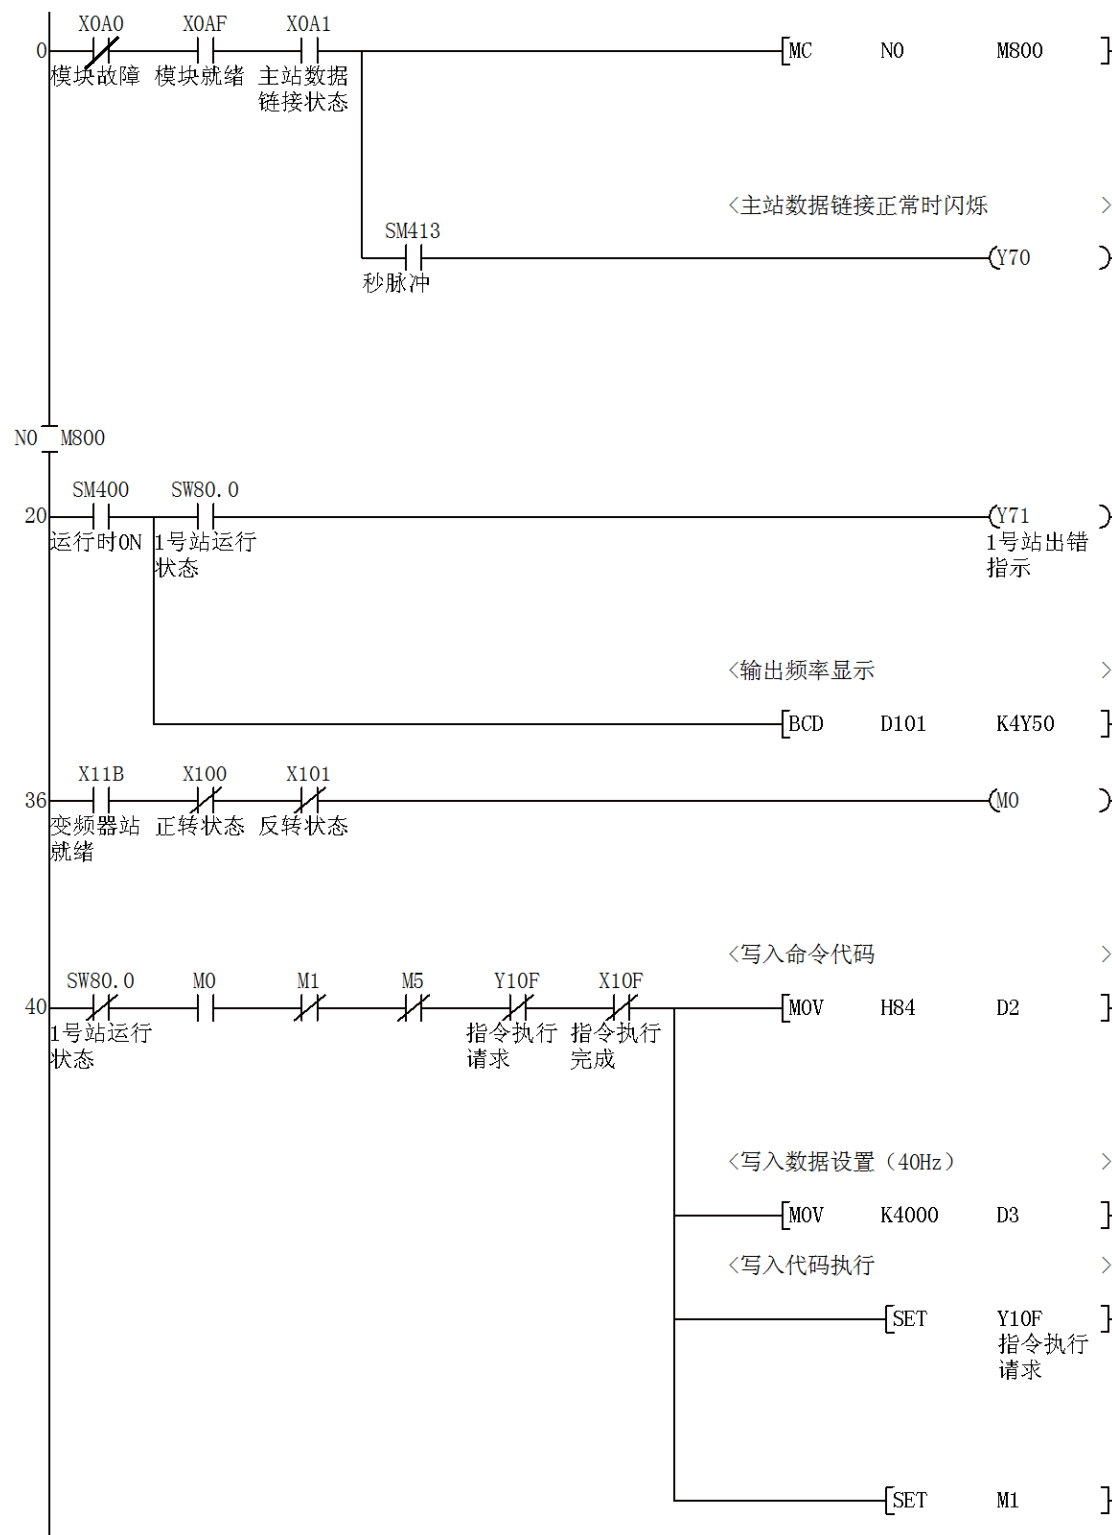 X0A0 X0AF X0A1
0 [MC N0 M800 ]
模块故障 模块就绪 主站数据
链接状态
<主站数据链接正常时闪烁 >
SM413
(Y70 )
秒脉冲
N0 M800
SM400 SW80.0
20 (Y71 )
运行时ON 1号站运行 1号站出错
状态 指示
<输出频率显示 >
[BCD D101 K4Y50 ]
X11B X100 X101
36 (M0 )
变频器站 正转状态 反转状态
就绪
<写入命令代码 >
SW80.0 M0 M1 M5 Y10F X10F
40 [MOV H84 D2 ]
1号站运行 指令执行 指令执行
状态 请求 完成
<写入数据设置（40Hz） >
[MOV K4000 D3 ]
<写入代码执行 >
[SET Y10F ]
指令执行
请求
[SET M1 ]